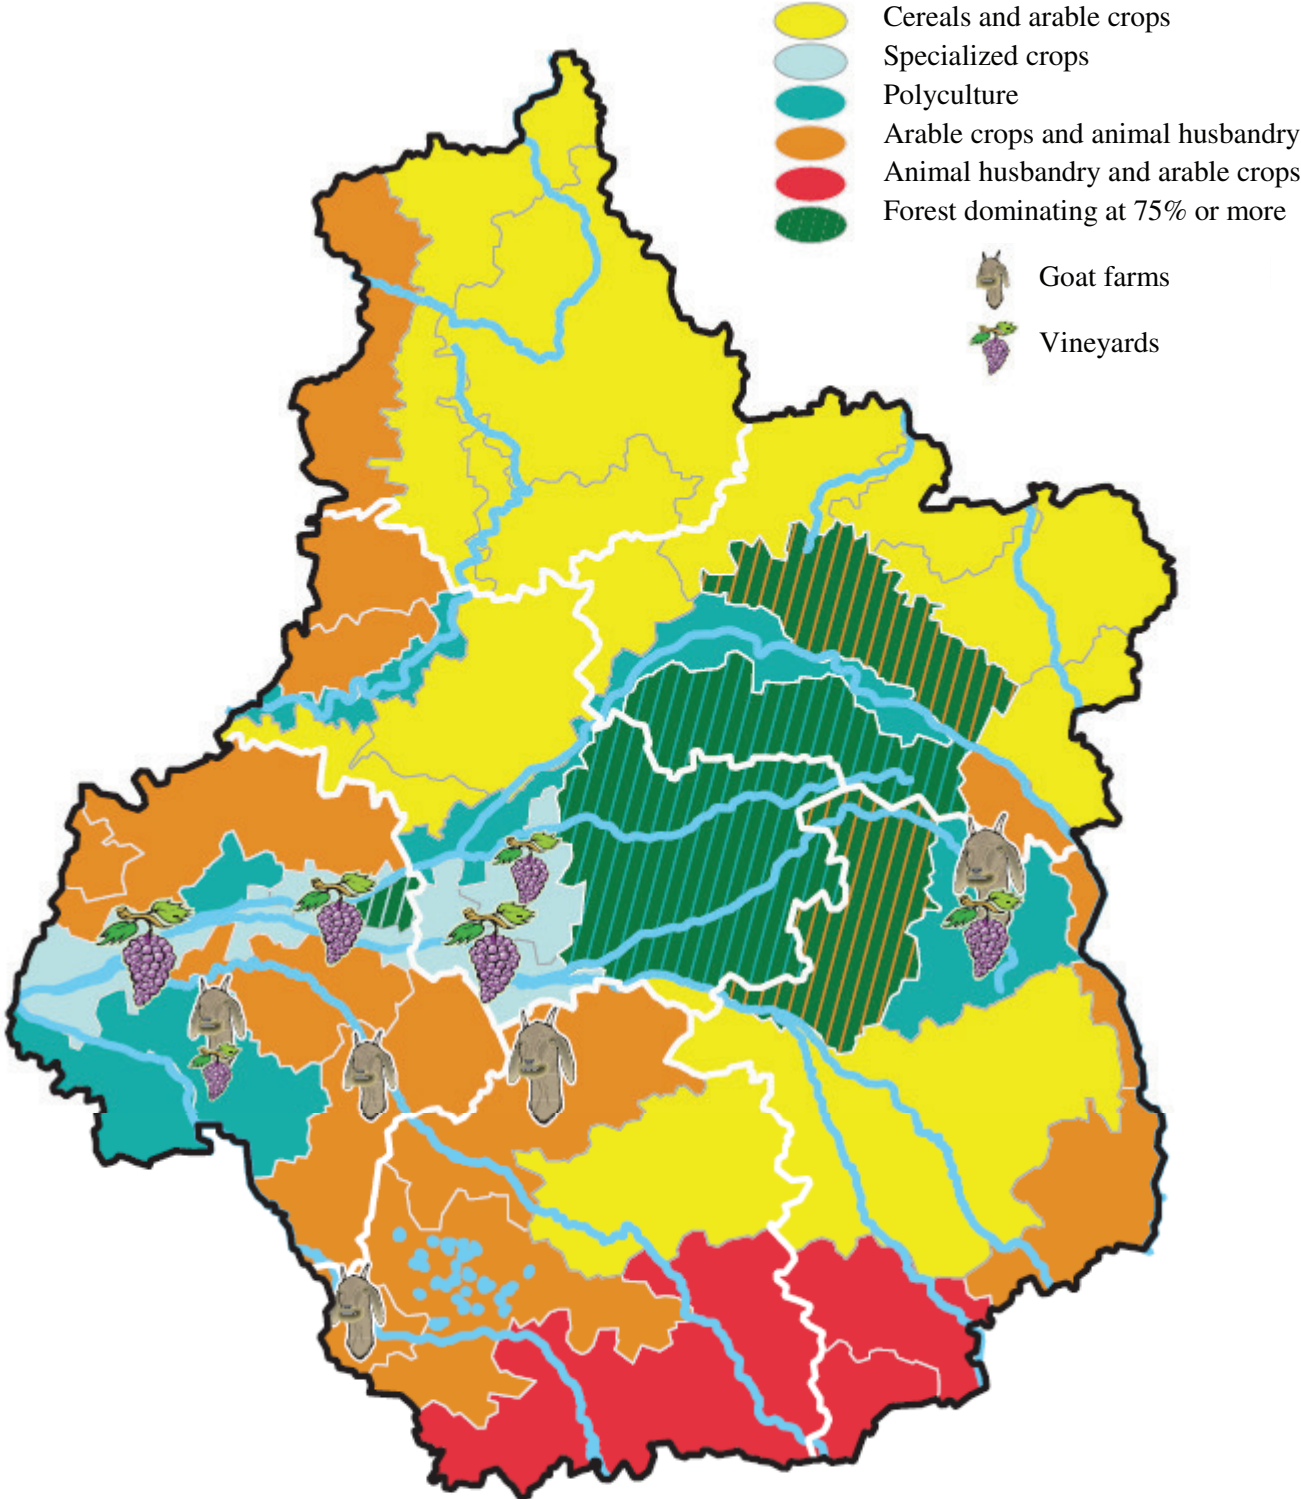 Cereals and arable crops
Specialized crops
Polyculture
Arable crops and animal husbandry
Animal husbandry and arable crops
Forest dominating at 75% or more
Goat farms
Vineyards